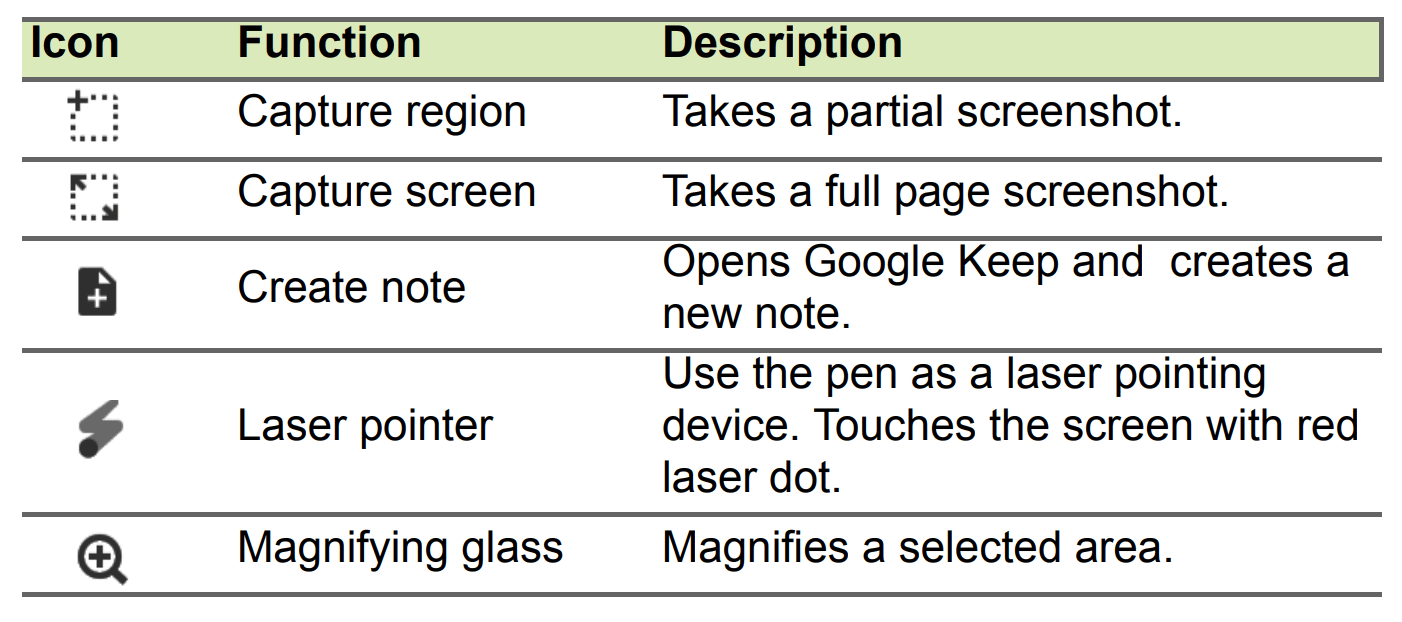 Icon Function Description
Capture region Takes a partial screenshot.
Capture screen Takes a full page screenshot.
Create note Opens Google Keep and  creates a
new note.
Use the pen as a laser pointing
Laser pointer device. Touches the screen with red
laser dot.
Magnifying glass Magnifies a selected area.